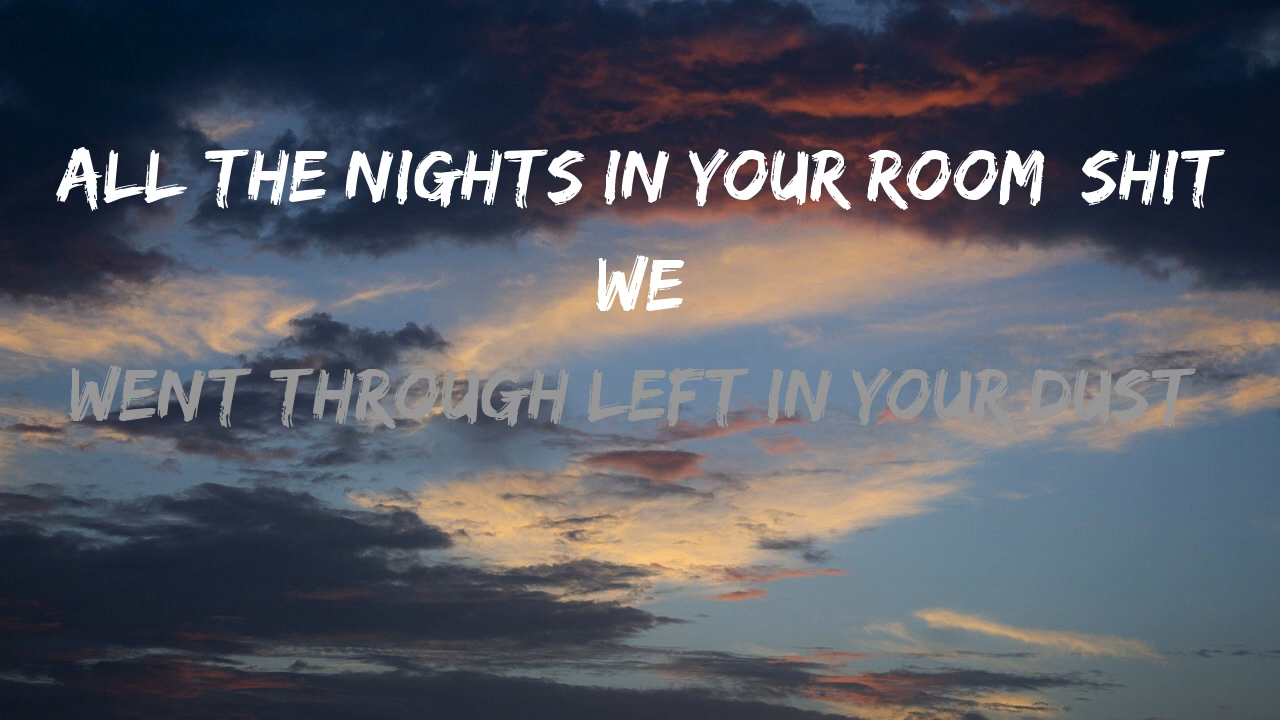 ALL THE NIGHTS IN YOUR ROOM SHIT
WE
WENT THROUGH LEFT IN YOUR DUST